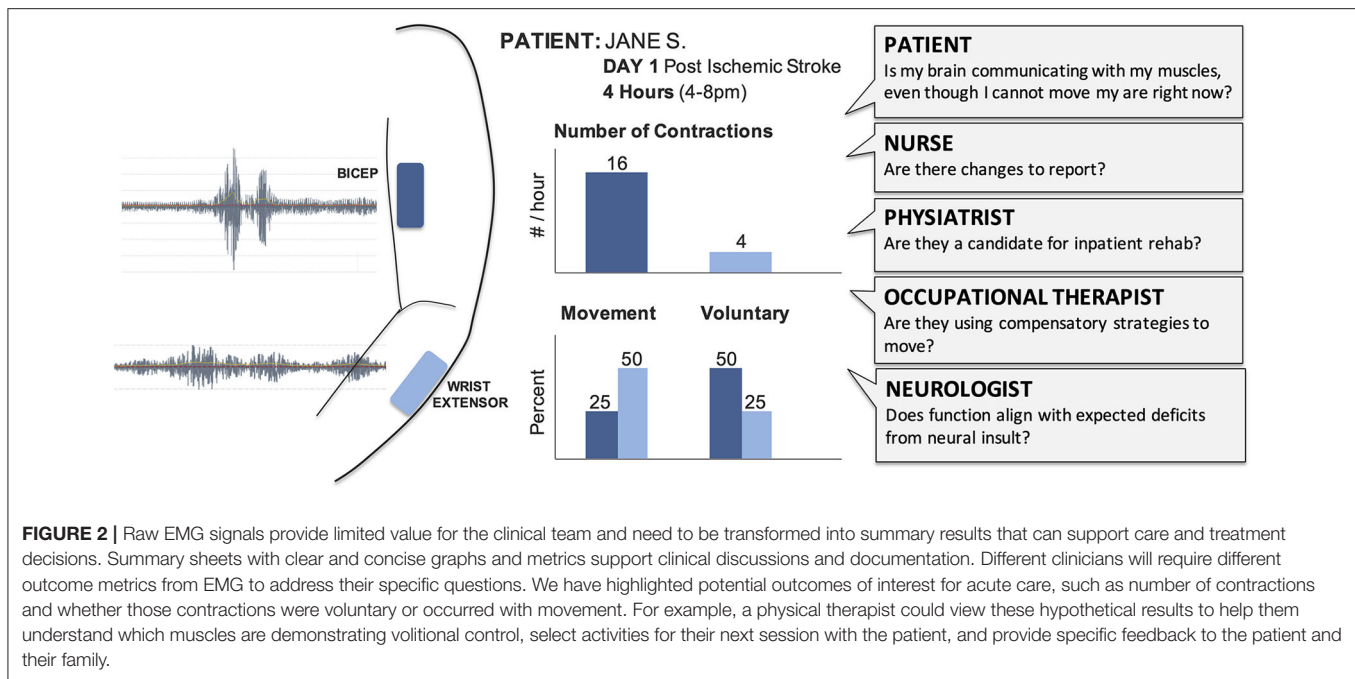 PATIENT: JANE S.
DAY 1 Post Ischemic Stroke
4 Hours (4-8pm)
BICEP
WRIST
EXTENSOR
Number of Contractions
# / hour
16
4
Movement
Voluntary
Percent
25
50
50
25
PATIENT
Is my brain communicating with my muscles,
even though I cannot move my are right now?
NURSE
Are there changes to report?
PHYSIATRIST
Are they a candidate for inpatient rehab?
OCCUPATIONAL THERAPIST
Are they using compensatory strategies to
move?
NEUROLOGIST
Does function align with expected deficits
from neural insult?
FIGURE 2 | Raw EMG signals provide limited value for the clinical team and need to be transformed into summary results that can support care and treatment
decisions. Summary sheets with clear and concise graphs and metrics support clinical discussions and documentation. Different clinicians will require different
outcome metrics from EMG to address their specific questions. We have highlighted potential outcomes of interest for acute care, such as number of contractions
and whether those contractions were voluntary or occurred with movement. For example, a physical therapist could view these hypothetical results to help them
understand which muscles are demonstrating volitional control, select activities for their next session with the patient, and provide specific feedback to the patient and
their family.